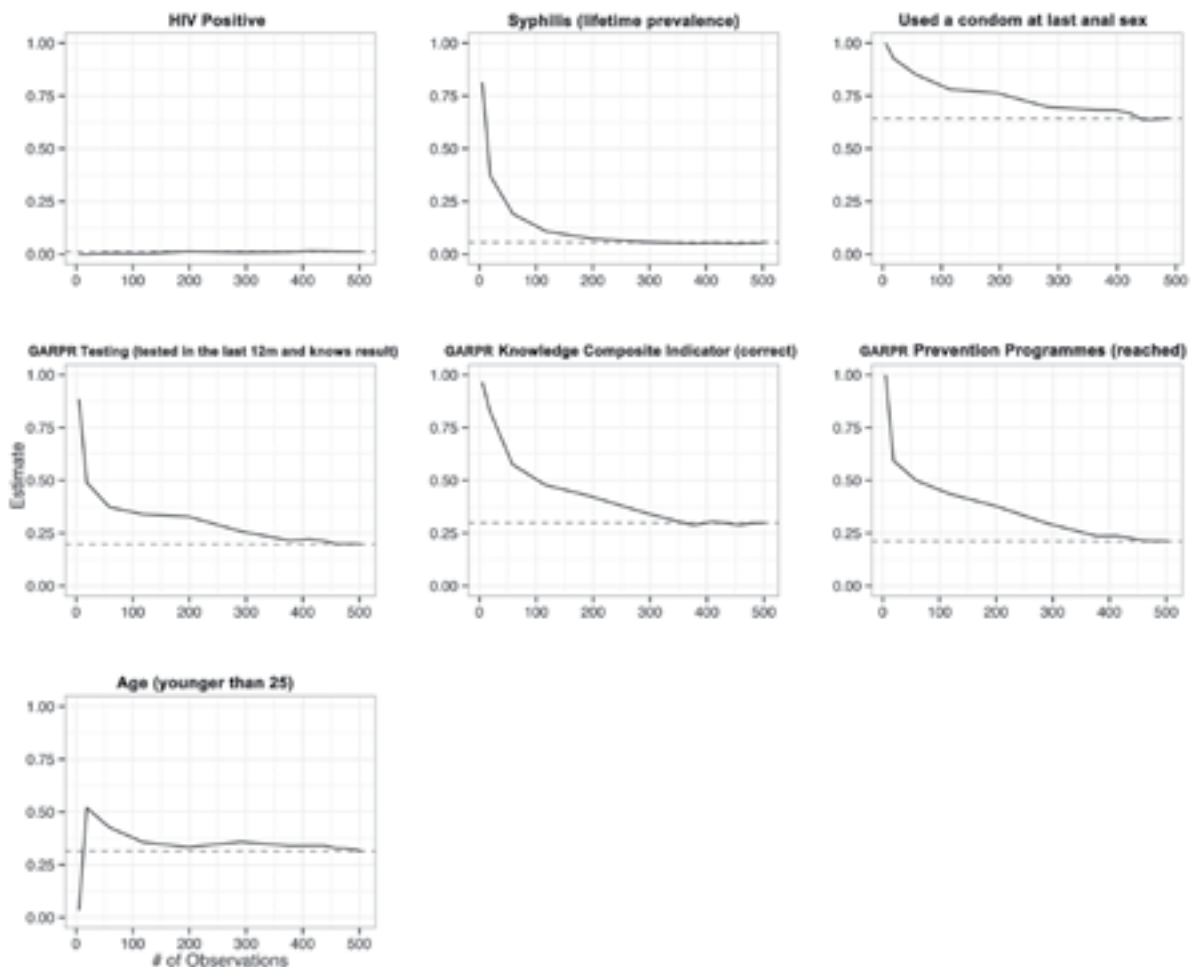 HIV Positive
1.00
0.75
0.50
0.25
0.00
0 100 200 300 400 500
Syphilis (lifetime prevalence)
1.00
0.75
0.50
0.25
0.00
0 100 200 300 400 500
Used a condom at last anal sex
1.00
0.75
0.50
0.25
0.00
0 100 200 300 400 500
GARPR Testing (tested in the last 12m and knows result)
Estimate
1.00
0.75
0.50
0.25
0.00
0 100 200 300 400 500
GARPR Knowledge Composite Indicator (correct)
1.00
0.75
0.50
0.25
0.00
0 100 200 300 400 500
GARPR Prevention Programmes (reached)
1.00
0.75
0.50
0.25
0.00
0 100 200 300 400 500
Age (younger than 25)
1.00
0.75
0.50
0.25
0.00
0 100 200 300 400 500
# of Observations